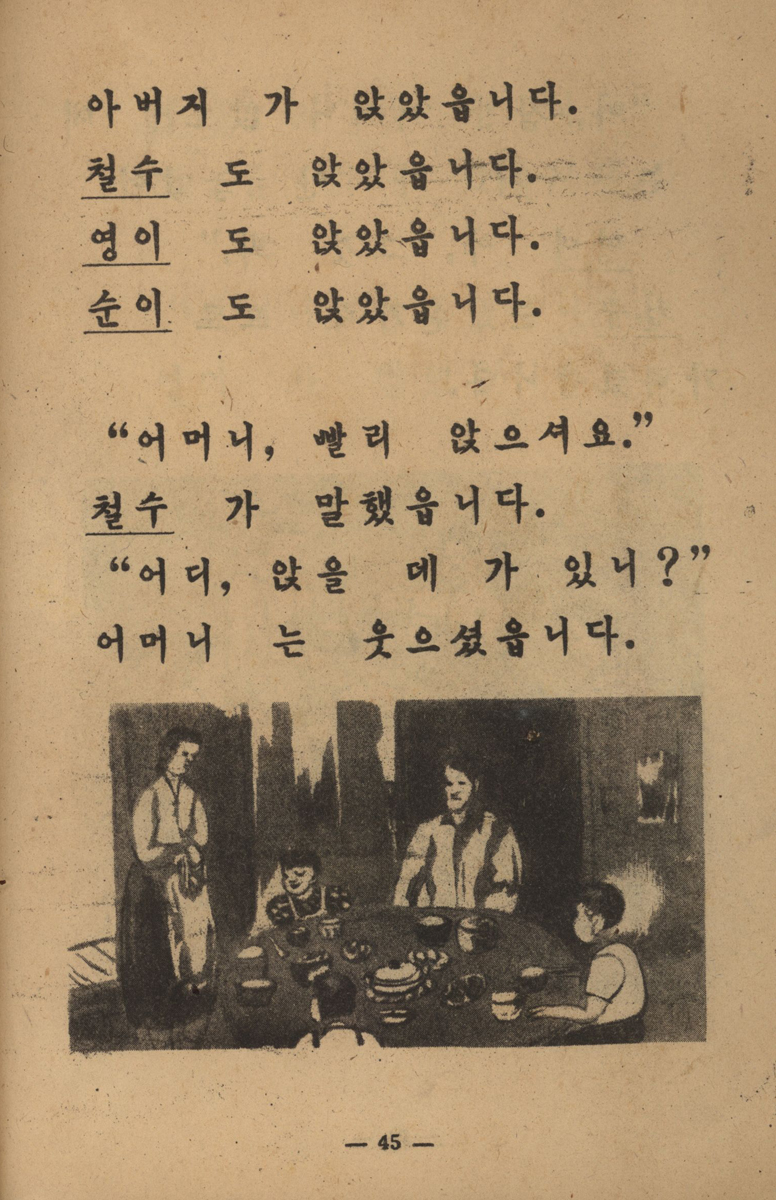 아버지 가 앉았읍니다.
철수 도 앉았읍니다.
영이 도 앉았읍니다.
순이 도 앉았읍니다.
“어머니, 빨리 앉으셔요.”
철수 가 말했읍니다.
“어디, 앉을 데 가 있니?”
어머니 는 웃으셨읍니다.
— 45 —